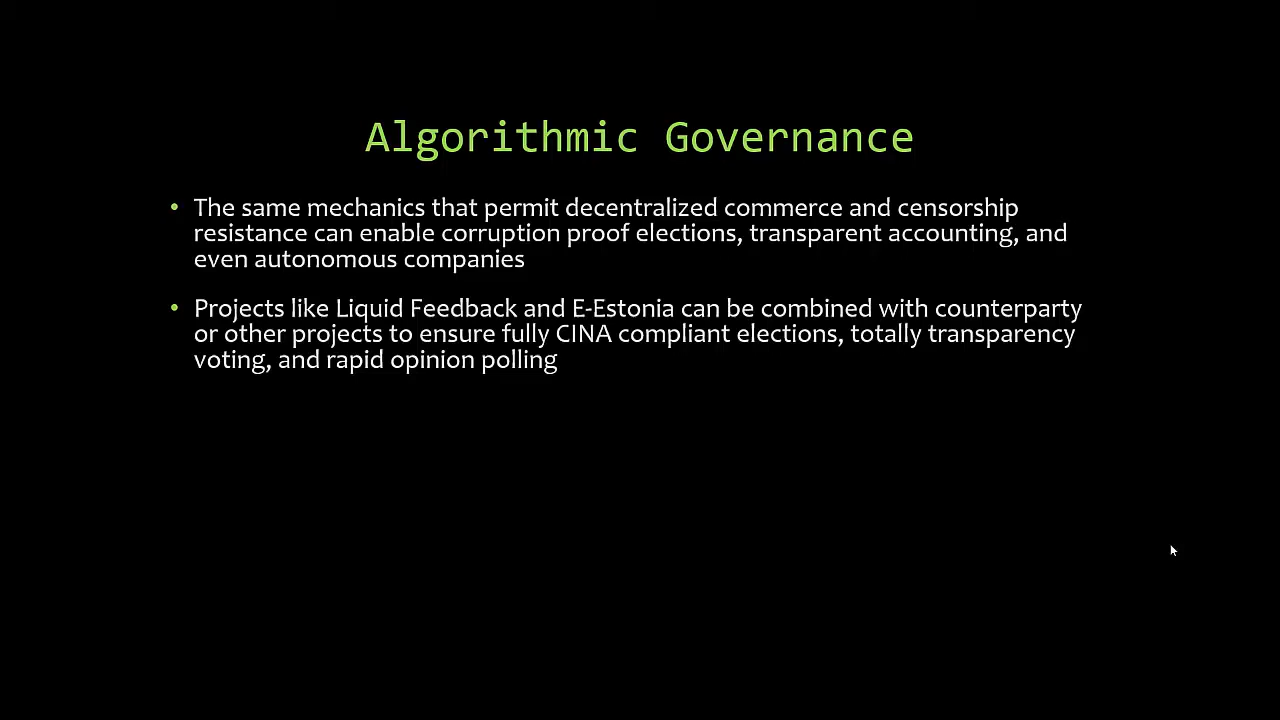 Algorithmic Governance
• The same mechanics that permit decentralized commerce and censorship
resistance can enable corruption proof elections, transparent accounting, and
even autonomous companies
• Projects like Liquid Feedback and E-Estonia can be combined with counterparty
or other projects to ensure fully CINA compliant elections, totally transparency
voting, and rapid opinion polling